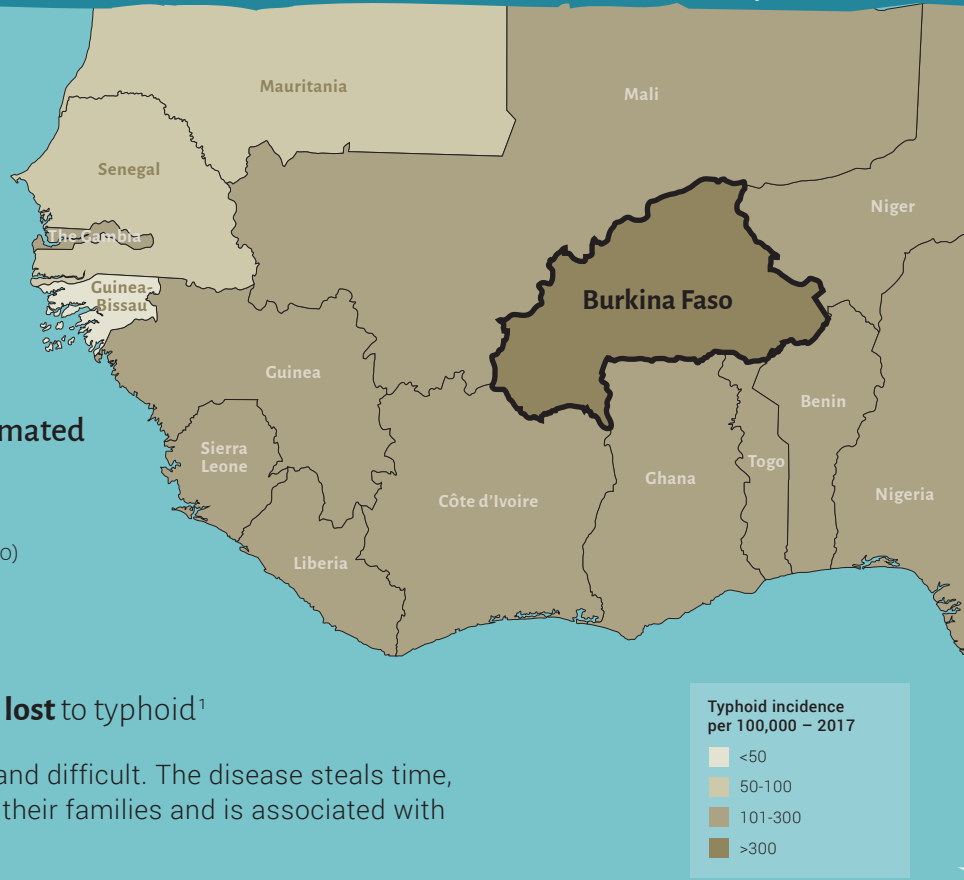 Mauritania
Mali
Senegal
Niger
The Gambia
Guinea-
Bissau
Burkina Faso
Guinea
Benin
mated
Sierra
Leone
Togo
Ghana
Côte d'Ivoire
Nigeria
0)
Liberia
lost to typhoid¹
and difficult. The disease steals time,
their families and is associated with
Typhoid incidence
per 100,000 – 2017
<50
50-100
101-300
>300